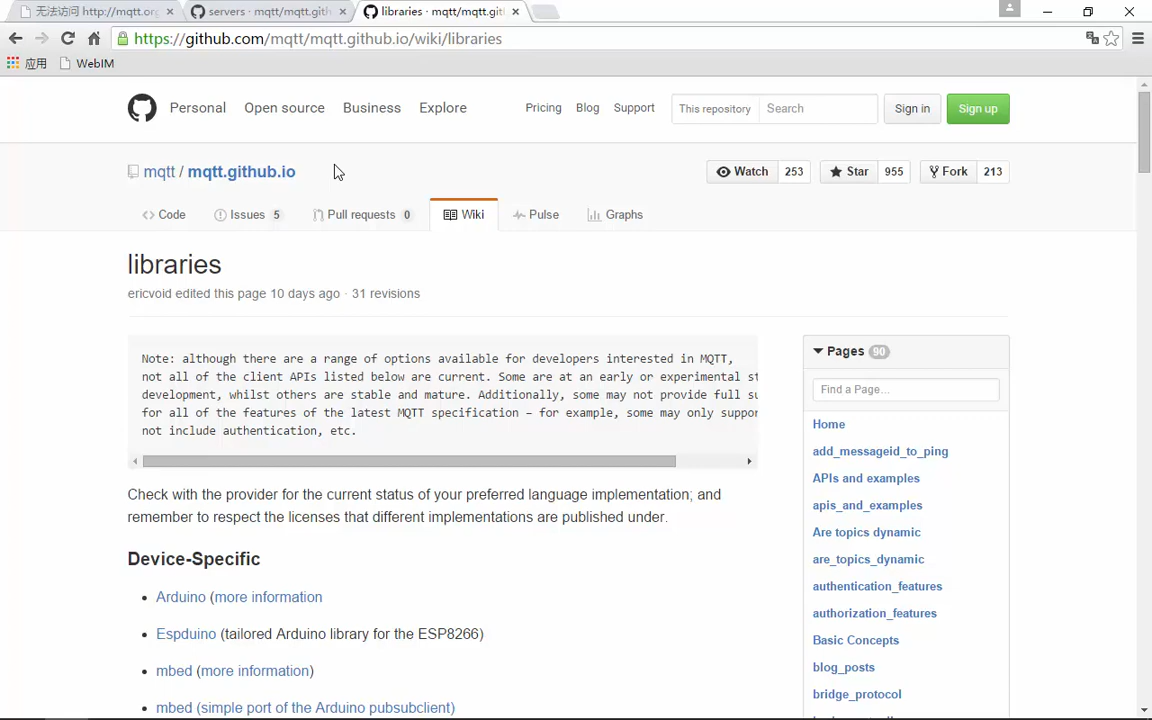 无法访问 http://mqtt.org
servers · mqtt/mqtt.gith
libraries · mqtt/mqtt.git
https://github.com/mqtt/mqtt.github.io/wiki/libraries
应用 WebIM
Personal Open source Business Explore Pricing Blog Support This repository Search Sign in Sign up
mqtt / mqtt.github.io
Watch 253 Star 955 Fork 213
Code Issues 5 Pull requests 0 Wiki Pulse Graphs
libraries
ericvoid edited this page 10 days ago · 31 revisions
Note: although there are a range of options available for developers interested in MQTT,
not all of the client APIs listed below are current. Some are at an early or experimental st
development, whilst others are stable and mature. Additionally, some may not provide full su
for all of the features of the latest MQTT specification – for example, some may only suppor
not include authentication, etc.
Check with the provider for the current status of your preferred language implementation; and
remember to respect the licenses that different implementations are published under.
Device-Specific
• Arduino (more information
• Espduino (tailored Arduino library for the ESP8266)
• mbed (more information)
• mbed (simple port of the Arduino pubsubclient)
Pages 90
Find a Page...
Home
add_messageid_to_ping
APIs and examples
apis_and_examples
Are topics dynamic
are_topics_dynamic
authentication_features
authorization_features
Basic Concepts
blog_posts
bridge_protocol